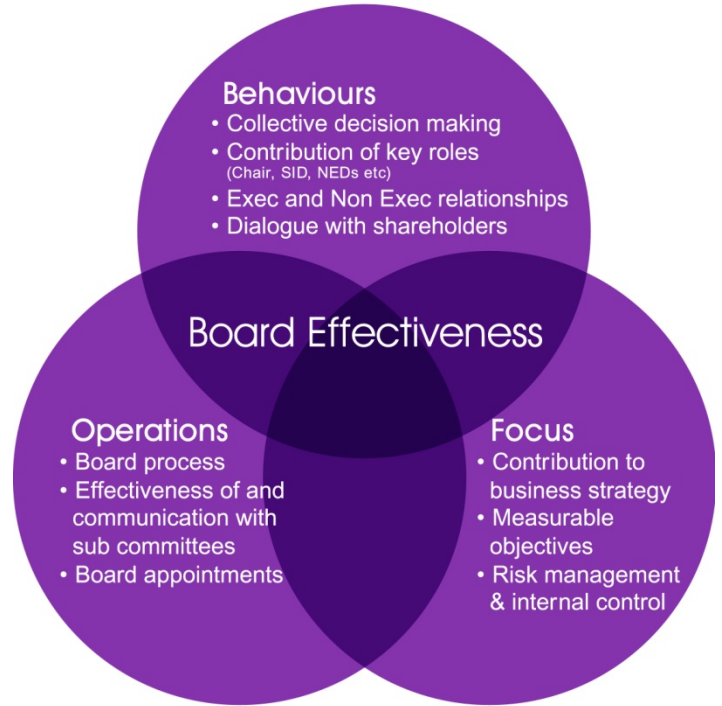 Behaviours
• Collective decision making
• Contribution of key roles
(Chair, SID, NEDs etc)
• Exec and Non Exec relationships
• Dialogue with shareholders
Board Effectiveness
Operations
• Board process
• Effectiveness of and
communication with
sub committees
• Board appointments
Focus
• Contribution to
business strategy
• Measurable
objectives
• Risk management
& internal control